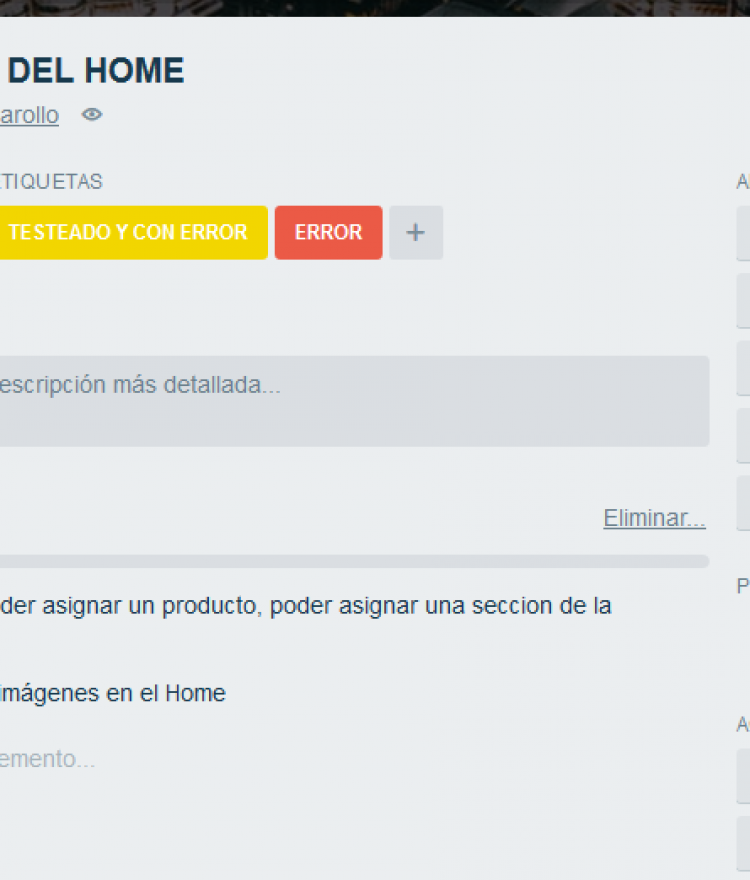 DEL HOME
arollo
TIQUETAS
TESTEADO Y CON ERROR
ERROR
+
escripción más detallada...
Eliminar...
der asignar un producto, poder asignar una seccion de la
imágenes en el Home
emento...
A
P
A